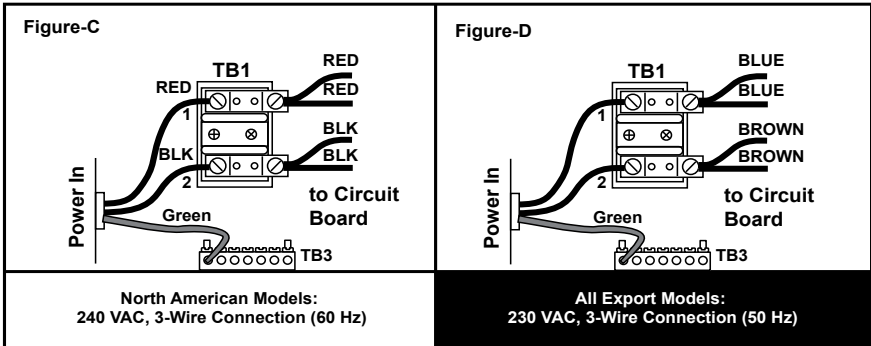 Figure-C
TB1
RED
RED
RED
1
BLK
BLK
BLK
2
Power In
Green
to Circuit
Board
TB3
North American Models:
240 VAC, 3-Wire Connection (60 Hz)
Figure-D
TB1
BLUE
BLUE
1
BROWN
BROWN
2
Power In
Green
to Circuit
Board
TB3
All Export Models:
230 VAC, 3-Wire Connection (50 Hz)